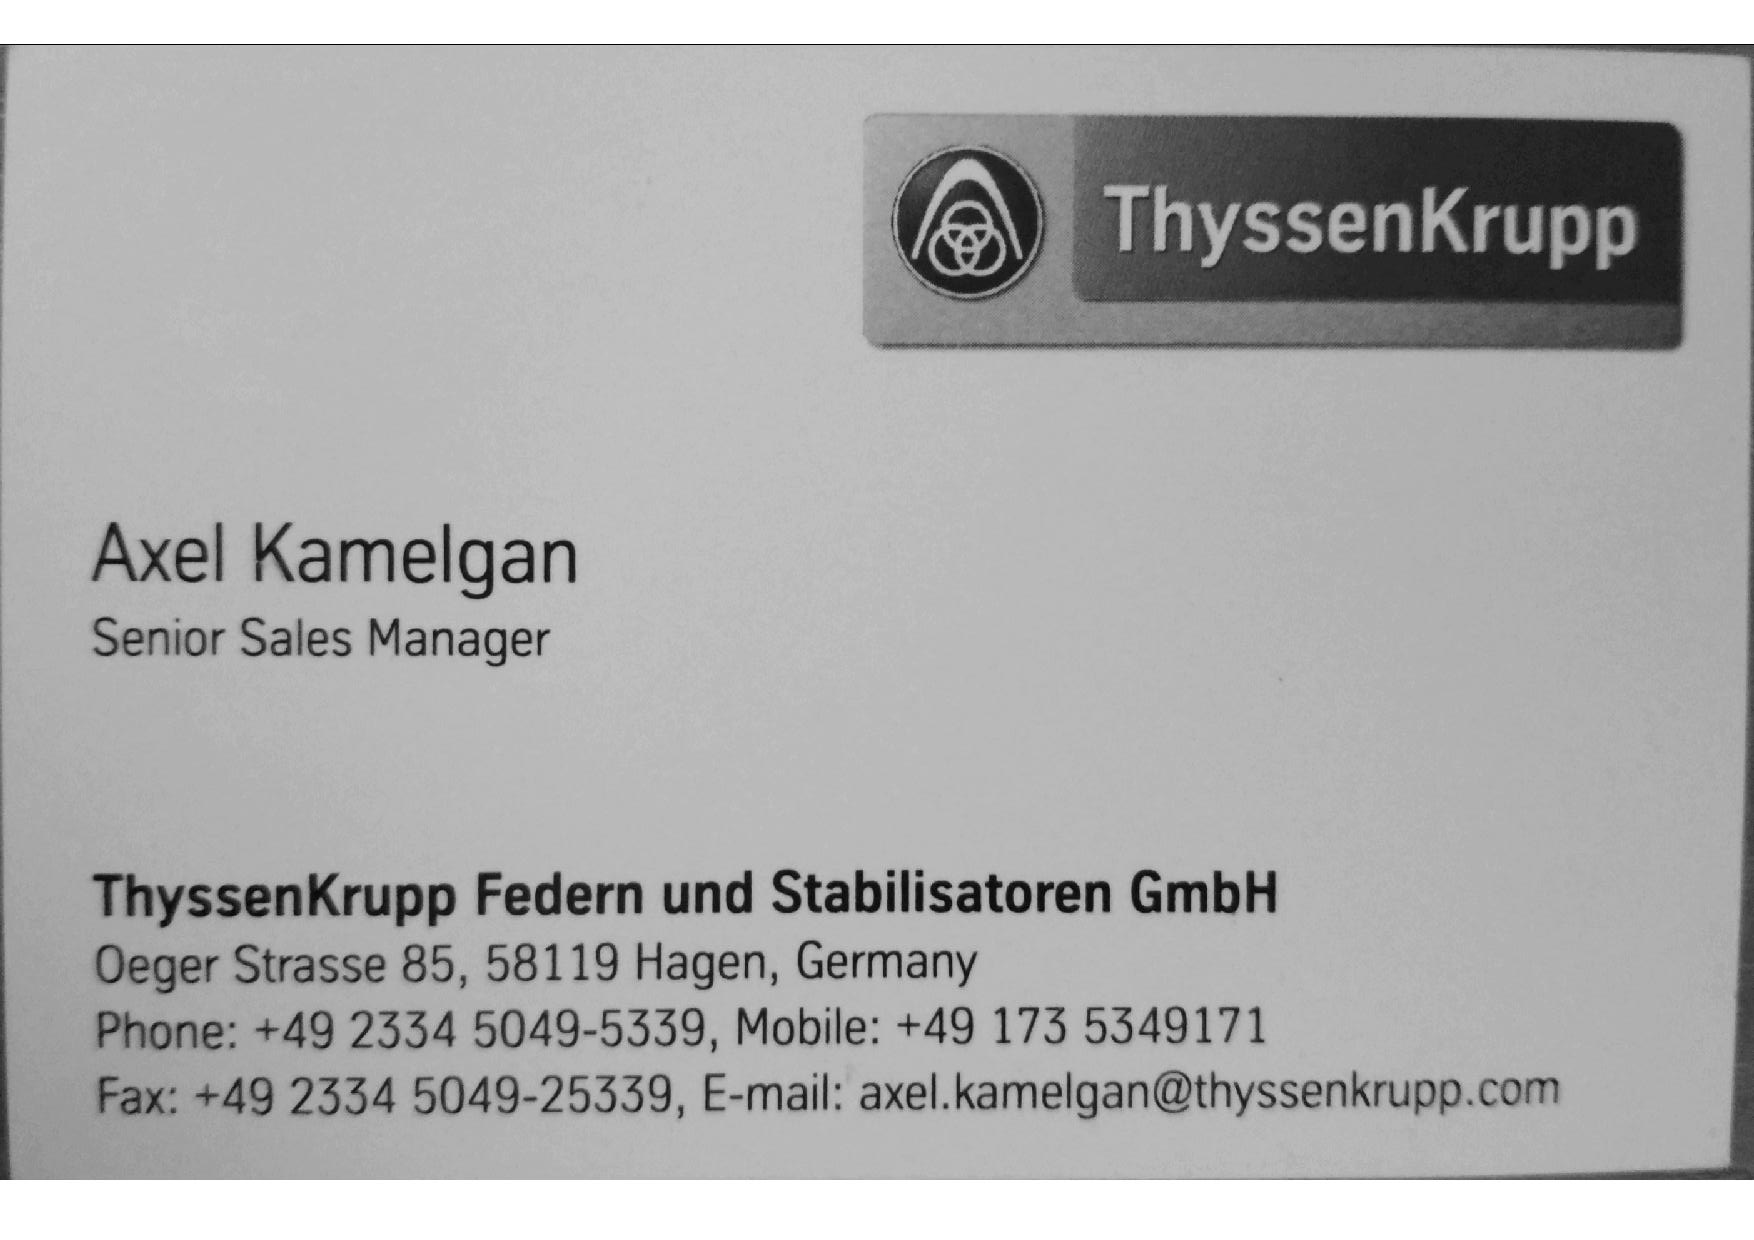 ThyssenKrupp
Axel Kamelgan
Senior Sales Manager
ThyssenKrupp Federn und Stabilisatoren GmbH
Oeger Strasse 85, 58119 Hagen, Germany
Phone: +49 2334 5049-5339, Mobile: +49 173 5349171
Fax: +49 2334 5049-25339, E-mail: axel.kamelgan@thyssenkrupp.com